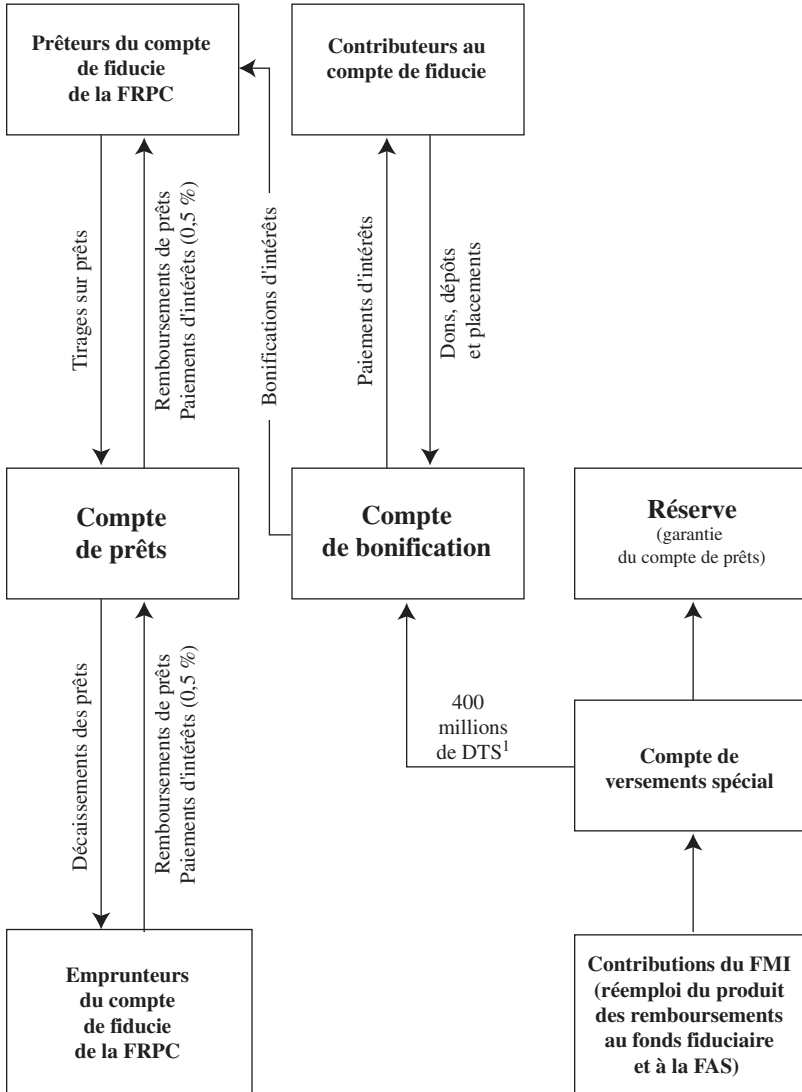 Prêteurs du compte
de fiducie
de la FRPC
Contributeurs au
compte de fiducie
Tirages sur prêts
Remboursements de prêts
Paiements d'intérêts (0,5 %)
Bonifications d'intérêts
Paiements d'intérêts
Dons, dépôts
et placements
Compte
de prêts
Compte
de bonification
Réserve
(garantie
du compte de prêts)
Décaissements des prêts
Remboursements de prêts
Paiements d'intérêts (0,5 %)
400
millions
de DTS¹
Compte de
versements spécial
Emprunteurs
du compte
de fiducie
de la FRPC
Contributions du FMI
(réemploi du produit
des remboursements
au fonds fiduciaire
et à la FAS)